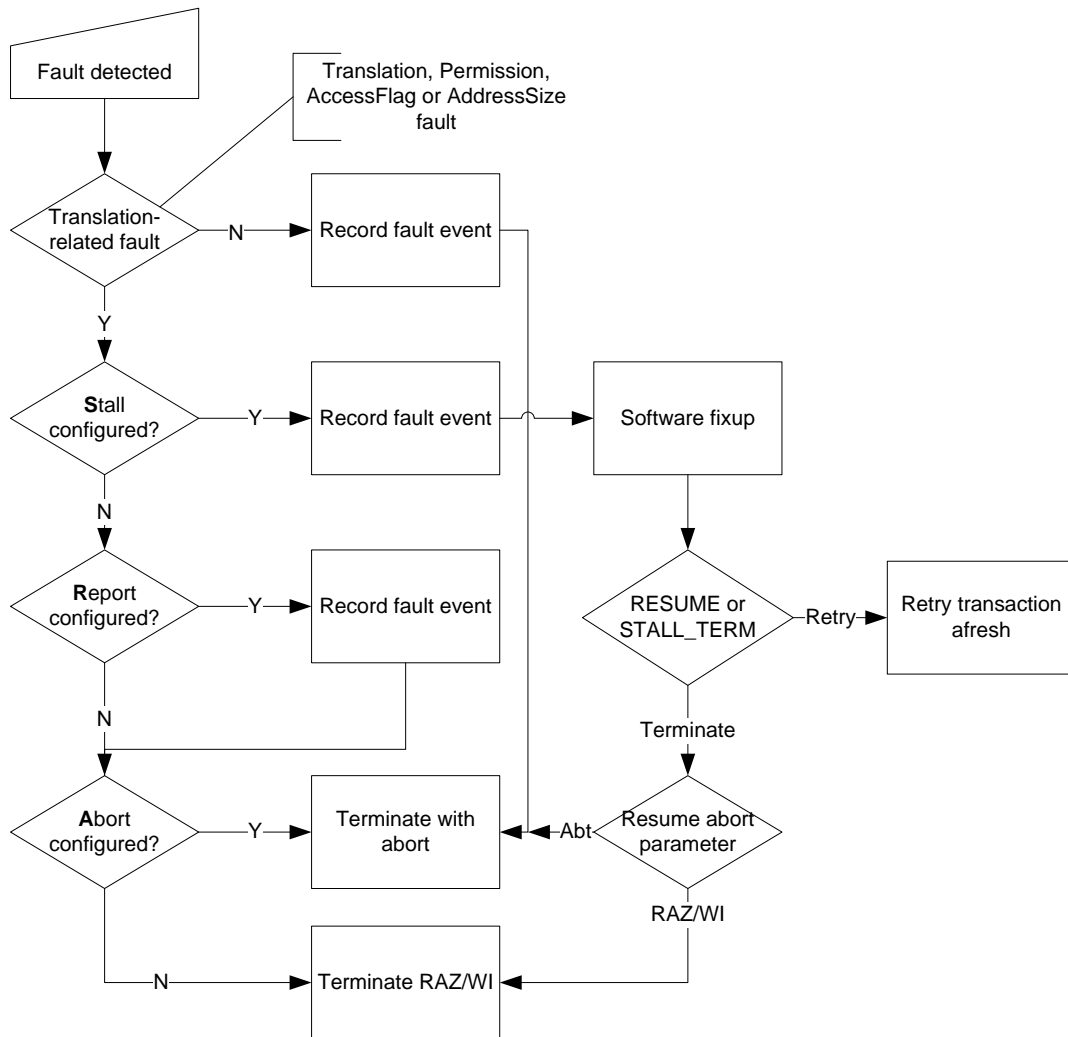 Fault detected
Translation, Permission,
AccessFlag or AddressSize
fault
Translation-
related fault
N
Record fault event
Y
Stall
configured?
Y
Record fault event
Software fixup
N
Report
configured?
Y
Record fault event
RESUME or
STALL_TERM
Retry
Retry transaction
afresh
N
Terminate
Abort
configured?
Y
Terminate with
abort
Abt
Resume abort
parameter
RAZ/WI
N
Terminate RAZ/WI